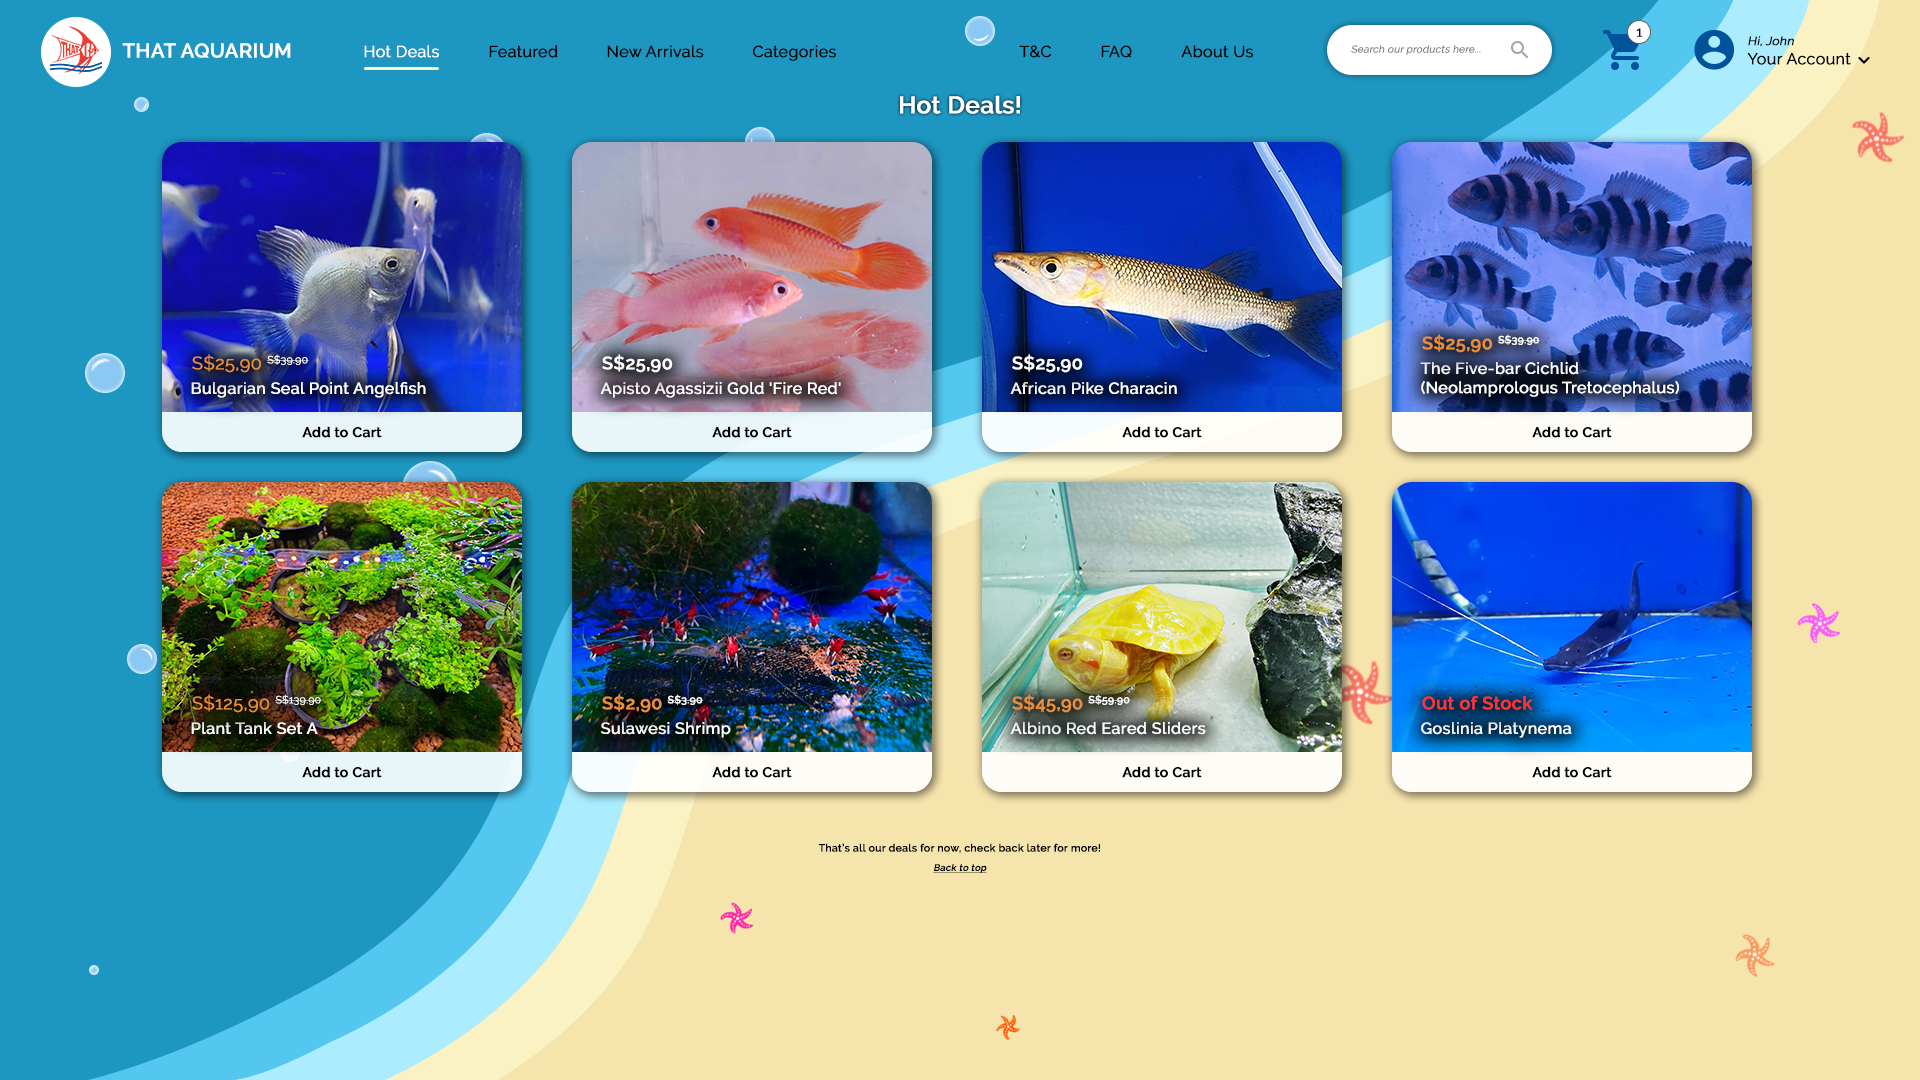 THAT AQUARIUM
Hot Deals
Featured
New Arrivals
Categories
T&C
FAQ
About Us
Search our products here...
1
Hi, John
Your Account
Hot Deals!
S$25,90 S$39.90
Bulgarian Seal Point Angelfish
Add to Cart
S$25,90
Apisto Agassizii Gold 'Fire Red'
Add to Cart
S$25,90
African Pike Characin
Add to Cart
S$25,90 S$39.90
The Five-bar Cichlid
(Neolamprologus Tretocephalus)
Add to Cart
S$125,90 S$139.90
Plant Tank Set A
Add to Cart
S$2,90 S$3.90
Sulawesi Shrimp
Add to Cart
S$45,90 S$59.90
Albino Red Eared Sliders
Add to Cart
Out of Stock
Goslinia Platynema
Add to Cart
That's all our deals for now, check back later for more!
Back to top